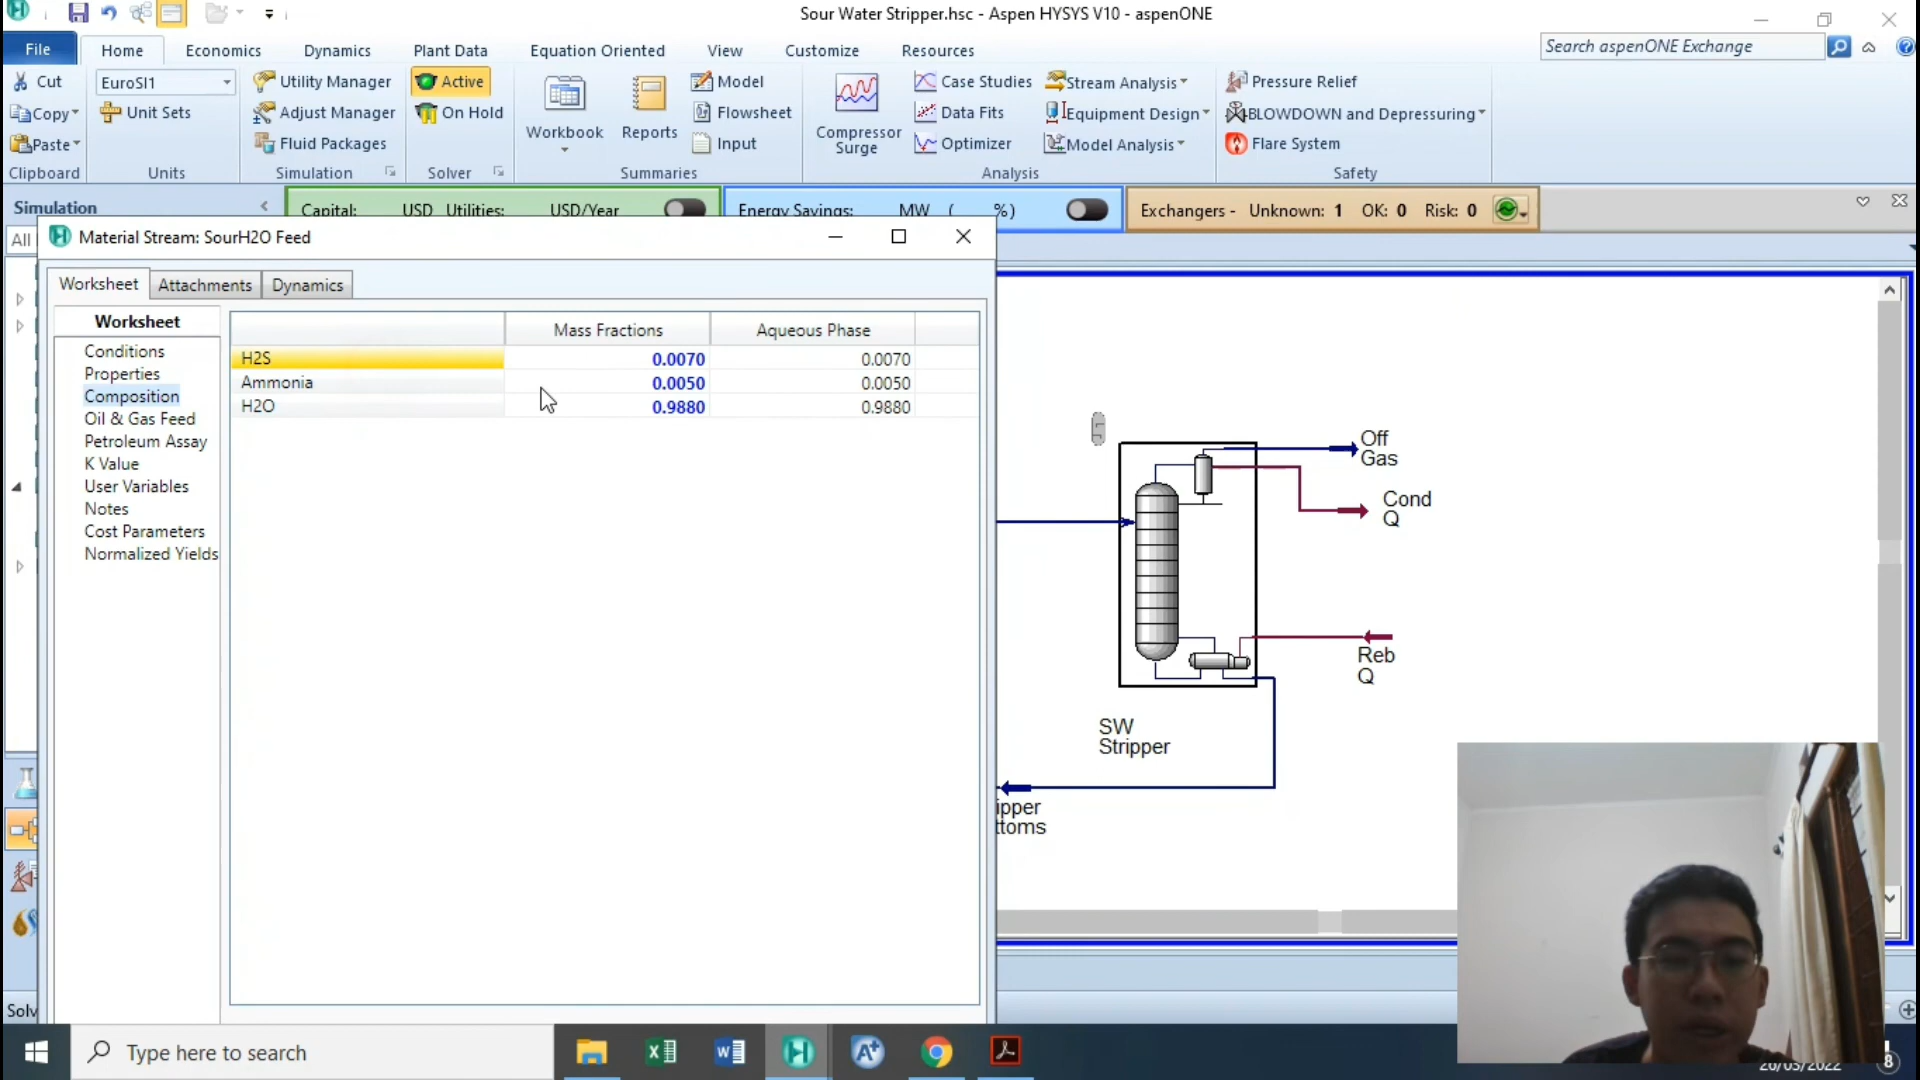 Sour Water Stripper.hsc - Aspen HYSYS V10 - aspenONE
File Home Economics Dynamics Plant Data Equation Oriented View Customize Resources
Search aspenONE Exchange
Cut
Copy
Paste
Clipboard
EuroSI1
Unit Sets
Units
Utility Manager
Adjust Manager
Fluid Packages
Simulation
Active
On Hold
Solver
Workbook
Reports
Model
Flowsheet
Input
Summaries
Compressor
Surge
Case Studies
Data Fits
Optimizer
Stream Analysis
Equipment Design
Model Analysis
Analysis
Pressure Relief
BLOWDOWN and Depressuring
Flare System
Safety
Simulation
All
Capital: USD Utilities: USD/Year
Energy Savings: MW ( %)
Exchangers - Unknown: 1 OK: 0 Risk: 0
Material Stream: SourH2O Feed
Worksheet Attachments Dynamics
Worksheet
Conditions
Properties
Composition
Oil & Gas Feed
Petroleum Assay
K Value
User Variables
Notes
Cost Parameters
Normalized Yields
Mass Fractions Aqueous Phase
H2S 0.0070 0.0070
Ammonia 0.0050 0.0050
H2O 0.9880 0.9880
Off
Gas
Cond
Q
Reb
Q
SW
Stripper
ipper
ttoms
Solv
Type here to search
26/03/2022
8